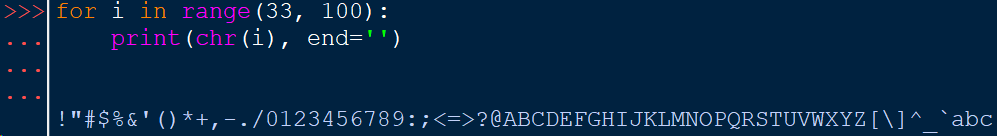 >>> for i in range(33, 100):
...     print(chr(i), end='')
...
...
!"#$%&'()*+,-./0123456789:;<=>?@ABCDEFGHIJKLMNOPQRSTUVWXYZ[\]^_`abc